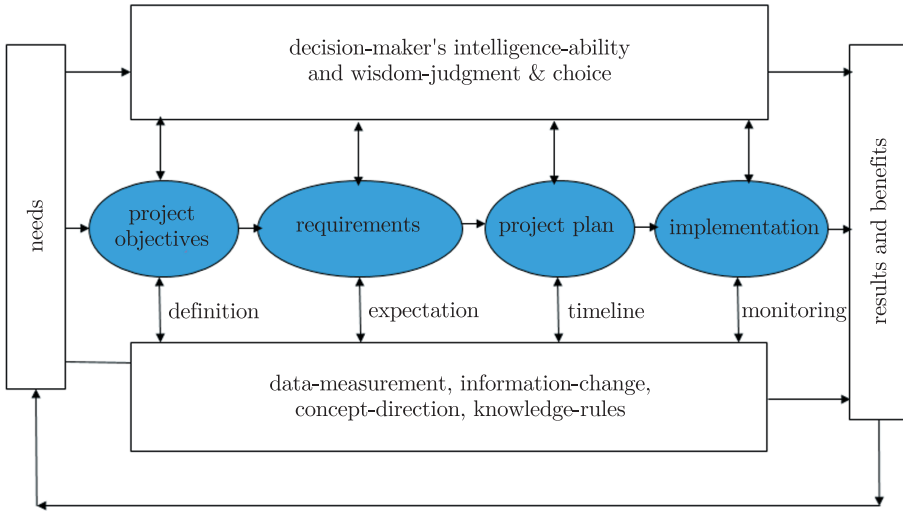 decision-maker's intelligence-ability
and wisdom-judgment & choice
needs
project
objectives
requirements
project plan
implementation
results and benefits
definition
expectation
timeline
monitoring
data-measurement, information-change,
concept-direction, knowledge-rules